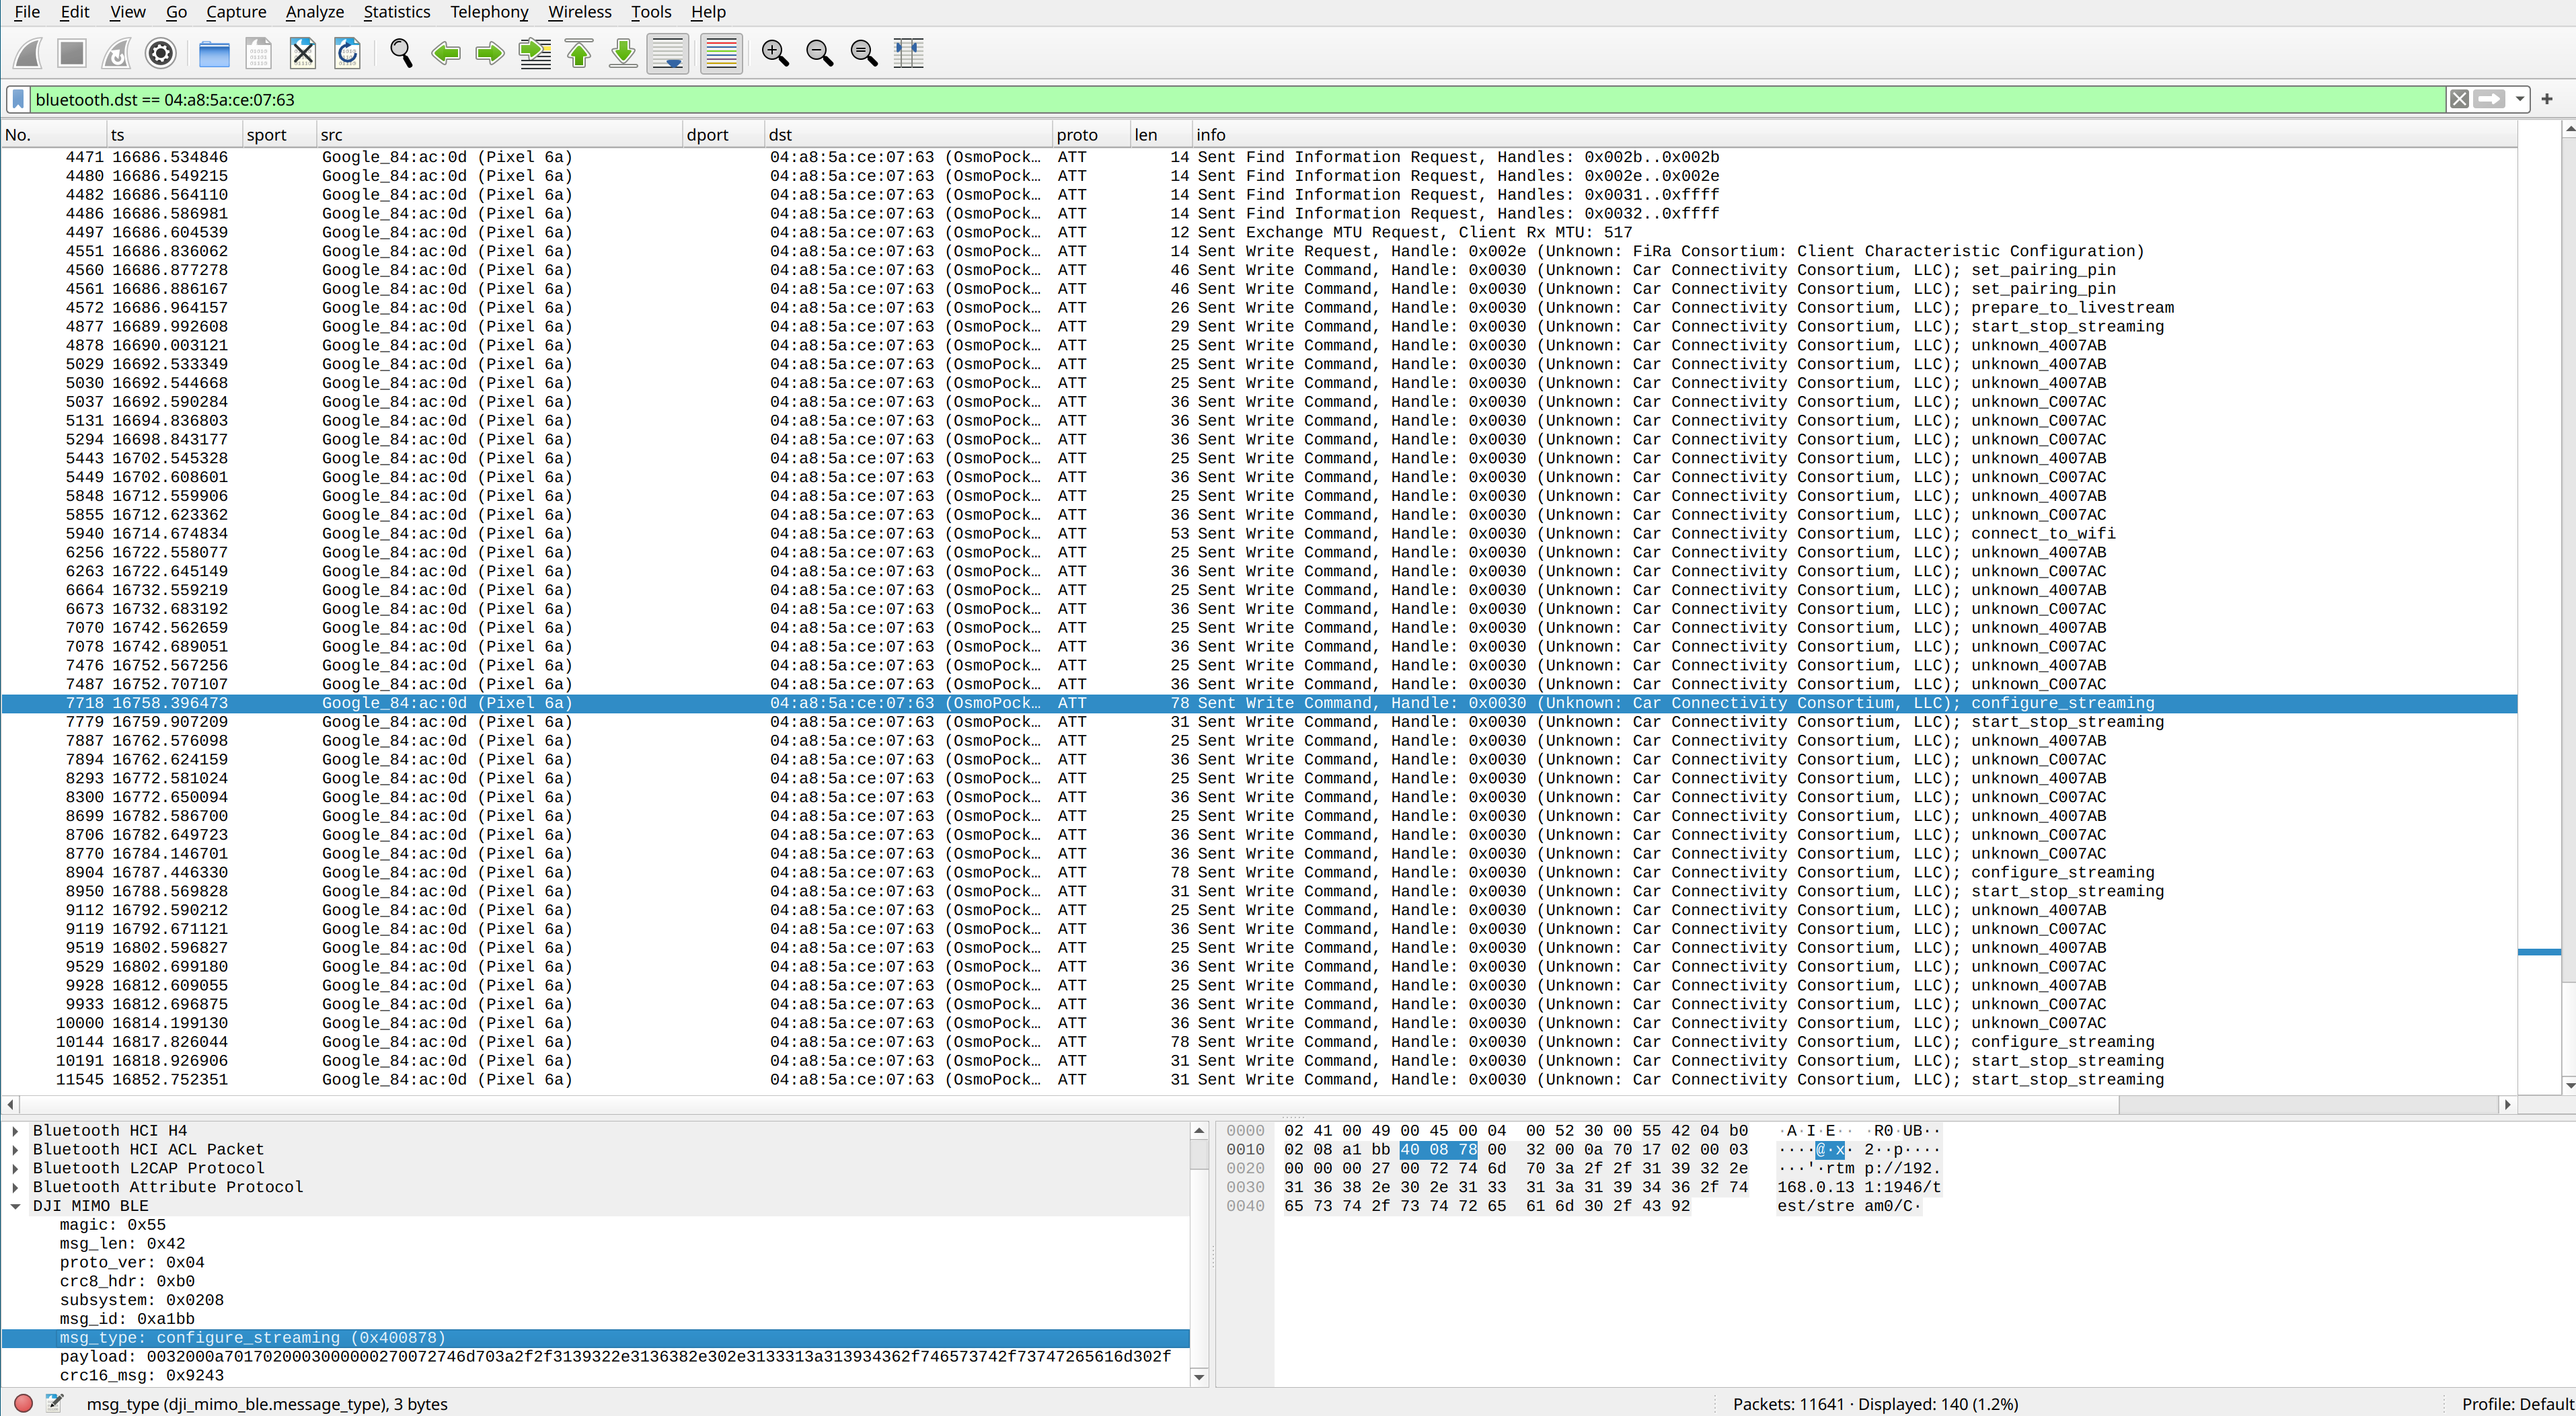 File Edit View Go Capture Analyze Statistics Telephony Wireless Tools Help
bluetooth.dst == 04:a8:5a:ce:07:63
No. ts sport src dport dst proto len info
4471 16686.534846 Google_84:ac:0d (Pixel 6a) 04:a8:5a:ce:07:63 (OsmoPock… ATT 14 Sent Find Information Request, Handles: 0x002b..0x002b
4480 16686.549215 Google_84:ac:0d (Pixel 6a) 04:a8:5a:ce:07:63 (OsmoPock… ATT 14 Sent Find Information Request, Handles: 0x002e..0x002e
4482 16686.564110 Google_84:ac:0d (Pixel 6a) 04:a8:5a:ce:07:63 (OsmoPock… ATT 14 Sent Find Information Request, Handles: 0x0031..0xffff
4486 16686.586981 Google_84:ac:0d (Pixel 6a) 04:a8:5a:ce:07:63 (OsmoPock… ATT 14 Sent Find Information Request, Handles: 0x0032..0xffff
4497 16686.604539 Google_84:ac:0d (Pixel 6a) 04:a8:5a:ce:07:63 (OsmoPock… ATT 12 Sent Exchange MTU Request, Client Rx MTU: 517
4551 16686.836062 Google_84:ac:0d (Pixel 6a) 04:a8:5a:ce:07:63 (OsmoPock… ATT 14 Sent Write Request, Handle: 0x002e (Unknown: FiRa Consortium: Client Characteristic Configuration)
4560 16686.877278 Google_84:ac:0d (Pixel 6a) 04:a8:5a:ce:07:63 (OsmoPock… ATT 46 Sent Write Command, Handle: 0x0030 (Unknown: Car Connectivity Consortium, LLC); set_pairing_pin
4561 16686.886167 Google_84:ac:0d (Pixel 6a) 04:a8:5a:ce:07:63 (OsmoPock… ATT 46 Sent Write Command, Handle: 0x0030 (Unknown: Car Connectivity Consortium, LLC); set_pairing_pin
4572 16686.964157 Google_84:ac:0d (Pixel 6a) 04:a8:5a:ce:07:63 (OsmoPock… ATT 26 Sent Write Command, Handle: 0x0030 (Unknown: Car Connectivity Consortium, LLC); prepare_to_livestream
4877 16689.992608 Google_84:ac:0d (Pixel 6a) 04:a8:5a:ce:07:63 (OsmoPock… ATT 29 Sent Write Command, Handle: 0x0030 (Unknown: Car Connectivity Consortium, LLC); start_stop_streaming
4878 16690.003121 Google_84:ac:0d (Pixel 6a) 04:a8:5a:ce:07:63 (OsmoPock… ATT 25 Sent Write Command, Handle: 0x0030 (Unknown: Car Connectivity Consortium, LLC); unknown_4007AB
5029 16692.533349 Google_84:ac:0d (Pixel 6a) 04:a8:5a:ce:07:63 (OsmoPock… ATT 25 Sent Write Command, Handle: 0x0030 (Unknown: Car Connectivity Consortium, LLC); unknown_4007AB
5030 16692.544668 Google_84:ac:0d (Pixel 6a) 04:a8:5a:ce:07:63 (OsmoPock… ATT 25 Sent Write Command, Handle: 0x0030 (Unknown: Car Connectivity Consortium, LLC); unknown_4007AB
5037 16692.590284 Google_84:ac:0d (Pixel 6a) 04:a8:5a:ce:07:63 (OsmoPock… ATT 36 Sent Write Command, Handle: 0x0030 (Unknown: Car Connectivity Consortium, LLC); unknown_C007AC
5131 16694.836803 Google_84:ac:0d (Pixel 6a) 04:a8:5a:ce:07:63 (OsmoPock… ATT 36 Sent Write Command, Handle: 0x0030 (Unknown: Car Connectivity Consortium, LLC); unknown_C007AC
5294 16698.843177 Google_84:ac:0d (Pixel 6a) 04:a8:5a:ce:07:63 (OsmoPock… ATT 36 Sent Write Command, Handle: 0x0030 (Unknown: Car Connectivity Consortium, LLC); unknown_C007AC
5443 16702.545328 Google_84:ac:0d (Pixel 6a) 04:a8:5a:ce:07:63 (OsmoPock… ATT 25 Sent Write Command, Handle: 0x0030 (Unknown: Car Connectivity Consortium, LLC); unknown_4007AB
5449 16702.608601 Google_84:ac:0d (Pixel 6a) 04:a8:5a:ce:07:63 (OsmoPock… ATT 36 Sent Write Command, Handle: 0x0030 (Unknown: Car Connectivity Consortium, LLC); unknown_C007AC
5848 16712.559906 Google_84:ac:0d (Pixel 6a) 04:a8:5a:ce:07:63 (OsmoPock… ATT 25 Sent Write Command, Handle: 0x0030 (Unknown: Car Connectivity Consortium, LLC); unknown_4007AB
5855 16712.623362 Google_84:ac:0d (Pixel 6a) 04:a8:5a:ce:07:63 (OsmoPock… ATT 36 Sent Write Command, Handle: 0x0030 (Unknown: Car Connectivity Consortium, LLC); unknown_C007AC
5940 16714.674834 Google_84:ac:0d (Pixel 6a) 04:a8:5a:ce:07:63 (OsmoPock… ATT 53 Sent Write Command, Handle: 0x0030 (Unknown: Car Connectivity Consortium, LLC); connect_to_wifi
6256 16722.558077 Google_84:ac:0d (Pixel 6a) 04:a8:5a:ce:07:63 (OsmoPock… ATT 25 Sent Write Command, Handle: 0x0030 (Unknown: Car Connectivity Consortium, LLC); unknown_4007AB
6263 16722.645149 Google_84:ac:0d (Pixel 6a) 04:a8:5a:ce:07:63 (OsmoPock… ATT 36 Sent Write Command, Handle: 0x0030 (Unknown: Car Connectivity Consortium, LLC); unknown_C007AC
6664 16732.559219 Google_84:ac:0d (Pixel 6a) 04:a8:5a:ce:07:63 (OsmoPock… ATT 25 Sent Write Command, Handle: 0x0030 (Unknown: Car Connectivity Consortium, LLC); unknown_4007AB
6673 16732.683192 Google_84:ac:0d (Pixel 6a) 04:a8:5a:ce:07:63 (OsmoPock… ATT 36 Sent Write Command, Handle: 0x0030 (Unknown: Car Connectivity Consortium, LLC); unknown_C007AC
7070 16742.562659 Google_84:ac:0d (Pixel 6a) 04:a8:5a:ce:07:63 (OsmoPock… ATT 25 Sent Write Command, Handle: 0x0030 (Unknown: Car Connectivity Consortium, LLC); unknown_4007AB
7078 16742.689051 Google_84:ac:0d (Pixel 6a) 04:a8:5a:ce:07:63 (OsmoPock… ATT 36 Sent Write Command, Handle: 0x0030 (Unknown: Car Connectivity Consortium, LLC); unknown_C007AC
7476 16752.567256 Google_84:ac:0d (Pixel 6a) 04:a8:5a:ce:07:63 (OsmoPock… ATT 25 Sent Write Command, Handle: 0x0030 (Unknown: Car Connectivity Consortium, LLC); unknown_4007AB
7487 16752.707107 Google_84:ac:0d (Pixel 6a) 04:a8:5a:ce:07:63 (OsmoPock… ATT 36 Sent Write Command, Handle: 0x0030 (Unknown: Car Connectivity Consortium, LLC); unknown_C007AC
7718 16758.396473 Google_84:ac:0d (Pixel 6a) 04:a8:5a:ce:07:63 (OsmoPock… ATT 78 Sent Write Command, Handle: 0x0030 (Unknown: Car Connectivity Consortium, LLC); configure_streaming
7779 16759.907209 Google_84:ac:0d (Pixel 6a) 04:a8:5a:ce:07:63 (OsmoPock… ATT 31 Sent Write Command, Handle: 0x0030 (Unknown: Car Connectivity Consortium, LLC); start_stop_streaming
7887 16762.576098 Google_84:ac:0d (Pixel 6a) 04:a8:5a:ce:07:63 (OsmoPock… ATT 25 Sent Write Command, Handle: 0x0030 (Unknown: Car Connectivity Consortium, LLC); unknown_4007AB
7894 16762.624159 Google_84:ac:0d (Pixel 6a) 04:a8:5a:ce:07:63 (OsmoPock… ATT 36 Sent Write Command, Handle: 0x0030 (Unknown: Car Connectivity Consortium, LLC); unknown_C007AC
8293 16772.581024 Google_84:ac:0d (Pixel 6a) 04:a8:5a:ce:07:63 (OsmoPock… ATT 25 Sent Write Command, Handle: 0x0030 (Unknown: Car Connectivity Consortium, LLC); unknown_4007AB
8300 16772.650094 Google_84:ac:0d (Pixel 6a) 04:a8:5a:ce:07:63 (OsmoPock… ATT 36 Sent Write Command, Handle: 0x0030 (Unknown: Car Connectivity Consortium, LLC); unknown_C007AC
8699 16782.586700 Google_84:ac:0d (Pixel 6a) 04:a8:5a:ce:07:63 (OsmoPock… ATT 25 Sent Write Command, Handle: 0x0030 (Unknown: Car Connectivity Consortium, LLC); unknown_4007AB
8706 16782.649723 Google_84:ac:0d (Pixel 6a) 04:a8:5a:ce:07:63 (OsmoPock… ATT 36 Sent Write Command, Handle: 0x0030 (Unknown: Car Connectivity Consortium, LLC); unknown_C007AC
8770 16784.146701 Google_84:ac:0d (Pixel 6a) 04:a8:5a:ce:07:63 (OsmoPock… ATT 36 Sent Write Command, Handle: 0x0030 (Unknown: Car Connectivity Consortium, LLC); unknown_C007AC
8904 16787.446330 Google_84:ac:0d (Pixel 6a) 04:a8:5a:ce:07:63 (OsmoPock… ATT 78 Sent Write Command, Handle: 0x0030 (Unknown: Car Connectivity Consortium, LLC); configure_streaming
8950 16788.569828 Google_84:ac:0d (Pixel 6a) 04:a8:5a:ce:07:63 (OsmoPock… ATT 31 Sent Write Command, Handle: 0x0030 (Unknown: Car Connectivity Consortium, LLC); start_stop_streaming
9112 16792.590212 Google_84:ac:0d (Pixel 6a) 04:a8:5a:ce:07:63 (OsmoPock… ATT 25 Sent Write Command, Handle: 0x0030 (Unknown: Car Connectivity Consortium, LLC); unknown_4007AB
9119 16792.671121 Google_84:ac:0d (Pixel 6a) 04:a8:5a:ce:07:63 (OsmoPock… ATT 36 Sent Write Command, Handle: 0x0030 (Unknown: Car Connectivity Consortium, LLC); unknown_C007AC
9519 16802.596827 Google_84:ac:0d (Pixel 6a) 04:a8:5a:ce:07:63 (OsmoPock… ATT 25 Sent Write Command, Handle: 0x0030 (Unknown: Car Connectivity Consortium, LLC); unknown_4007AB
9529 16802.699180 Google_84:ac:0d (Pixel 6a) 04:a8:5a:ce:07:63 (OsmoPock… ATT 36 Sent Write Command, Handle: 0x0030 (Unknown: Car Connectivity Consortium, LLC); unknown_C007AC
9928 16812.609055 Google_84:ac:0d (Pixel 6a) 04:a8:5a:ce:07:63 (OsmoPock… ATT 25 Sent Write Command, Handle: 0x0030 (Unknown: Car Connectivity Consortium, LLC); unknown_4007AB
9933 16812.696875 Google_84:ac:0d (Pixel 6a) 04:a8:5a:ce:07:63 (OsmoPock… ATT 36 Sent Write Command, Handle: 0x0030 (Unknown: Car Connectivity Consortium, LLC); unknown_C007AC
10000 16814.199130 Google_84:ac:0d (Pixel 6a) 04:a8:5a:ce:07:63 (OsmoPock… ATT 36 Sent Write Command, Handle: 0x0030 (Unknown: Car Connectivity Consortium, LLC); unknown_C007AC
10144 16817.826044 Google_84:ac:0d (Pixel 6a) 04:a8:5a:ce:07:63 (OsmoPock… ATT 78 Sent Write Command, Handle: 0x0030 (Unknown: Car Connectivity Consortium, LLC); configure_streaming
10191 16818.926906 Google_84:ac:0d (Pixel 6a) 04:a8:5a:ce:07:63 (OsmoPock… ATT 31 Sent Write Command, Handle: 0x0030 (Unknown: Car Connectivity Consortium, LLC); start_stop_streaming
11545 16852.752351 Google_84:ac:0d (Pixel 6a) 04:a8:5a:ce:07:63 (OsmoPock… ATT 31 Sent Write Command, Handle: 0x0030 (Unknown: Car Connectivity Consortium, LLC); start_stop_streaming
Bluetooth HCI H4
Bluetooth HCI ACL Packet
Bluetooth L2CAP Protocol
Bluetooth Attribute Protocol
DJI MIMO BLE
magic: 0x55
msg_len: 0x42
proto_ver: 0x04
crc8_hdr: 0xb0
subsystem: 0x0208
msg_id: 0xa1bb
msg_type: configure_streaming (0x400878)
payload: 0032000a7017020003000000270072746d703a2f2f3139322e3136382e302e3133313a313934362f746573742f73747265616d302f
crc16_msg: 0x9243
0000 02 41 00 49 00 45 00 04 00 52 30 00 55 42 04 b0 ·A·I·E·· ·R0·UB··
0010 02 08 a1 bb 40 08 78 00 32 00 0a 70 17 02 00 03 ····@·x· 2··p····
0020 00 00 00 27 00 72 74 6d 70 3a 2f 2f 31 39 32 2e ···'·rtm p://192.
0030 31 36 38 2e 30 2e 31 33 31 3a 31 39 34 36 2f 74 168.0.13 1:1946/t
0040 65 73 74 2f 73 74 72 65 61 6d 30 2f 43 92 est/stre am0/C·
msg_type (dji_mimo_ble.message_type), 3 bytes
Packets: 11641 · Displayed: 140 (1.2%)
Profile: Default